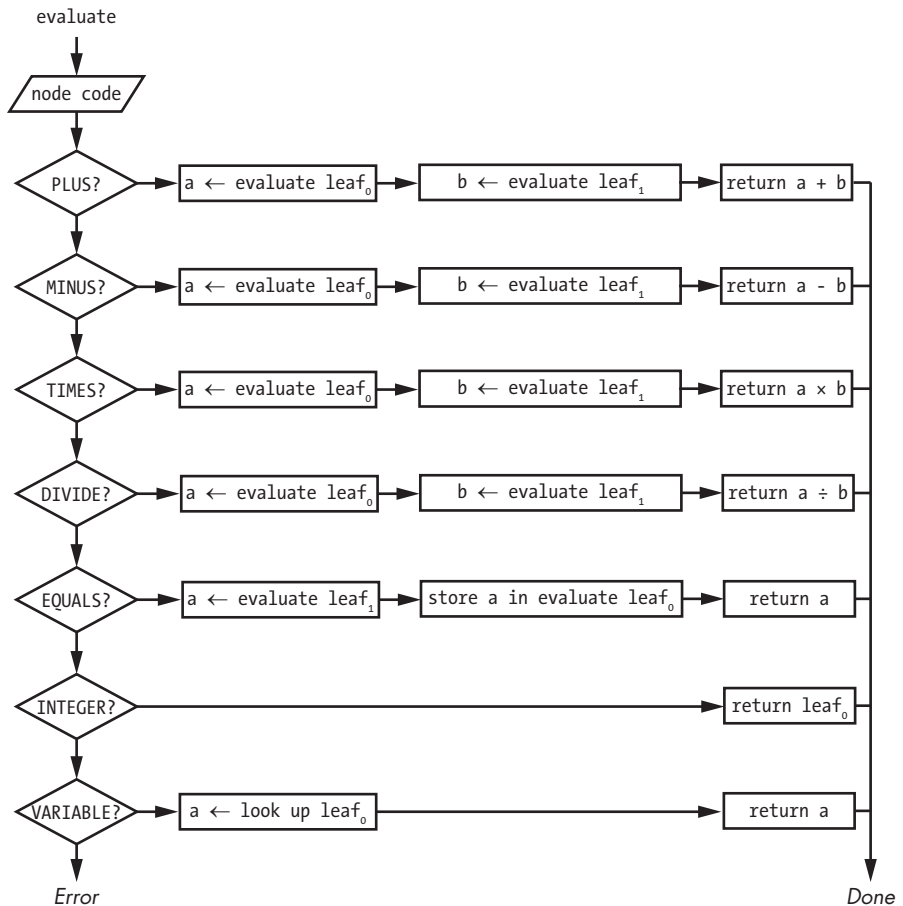 evaluate
node code
PLUS? a ← evaluate leaf₀ b ← evaluate leaf₁ return a + b
MINUS? a ← evaluate leaf₀ b ← evaluate leaf₁ return a - b
TIMES? a ← evaluate leaf₀ b ← evaluate leaf₁ return a × b
DIVIDE? a ← evaluate leaf₀ b ← evaluate leaf₁ return a ÷ b
EQUALS? a ← evaluate leaf₁ store a in evaluate leaf₀ return a
INTEGER? return leaf₀
VARIABLE? a ← look up leaf₀ return a
Error Done